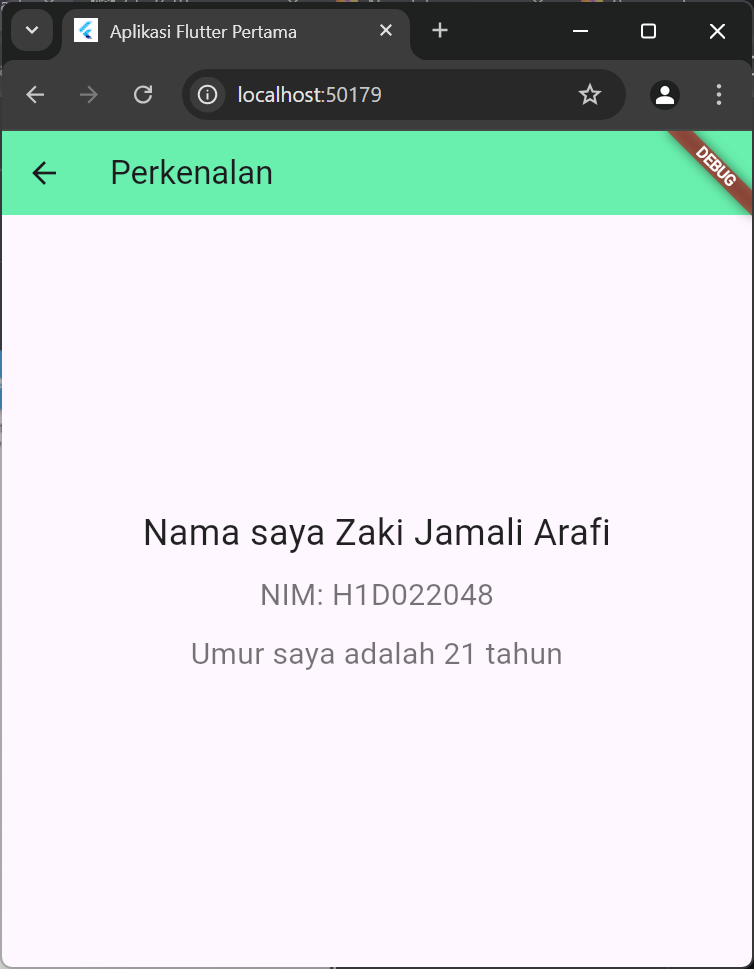 Aplikasi Flutter Pertama
localhost:50179
Perkenalan
DEBUG
Nama saya Zaki Jamali Arafi
NIM: H1D022048
Umur saya adalah 21 tahun